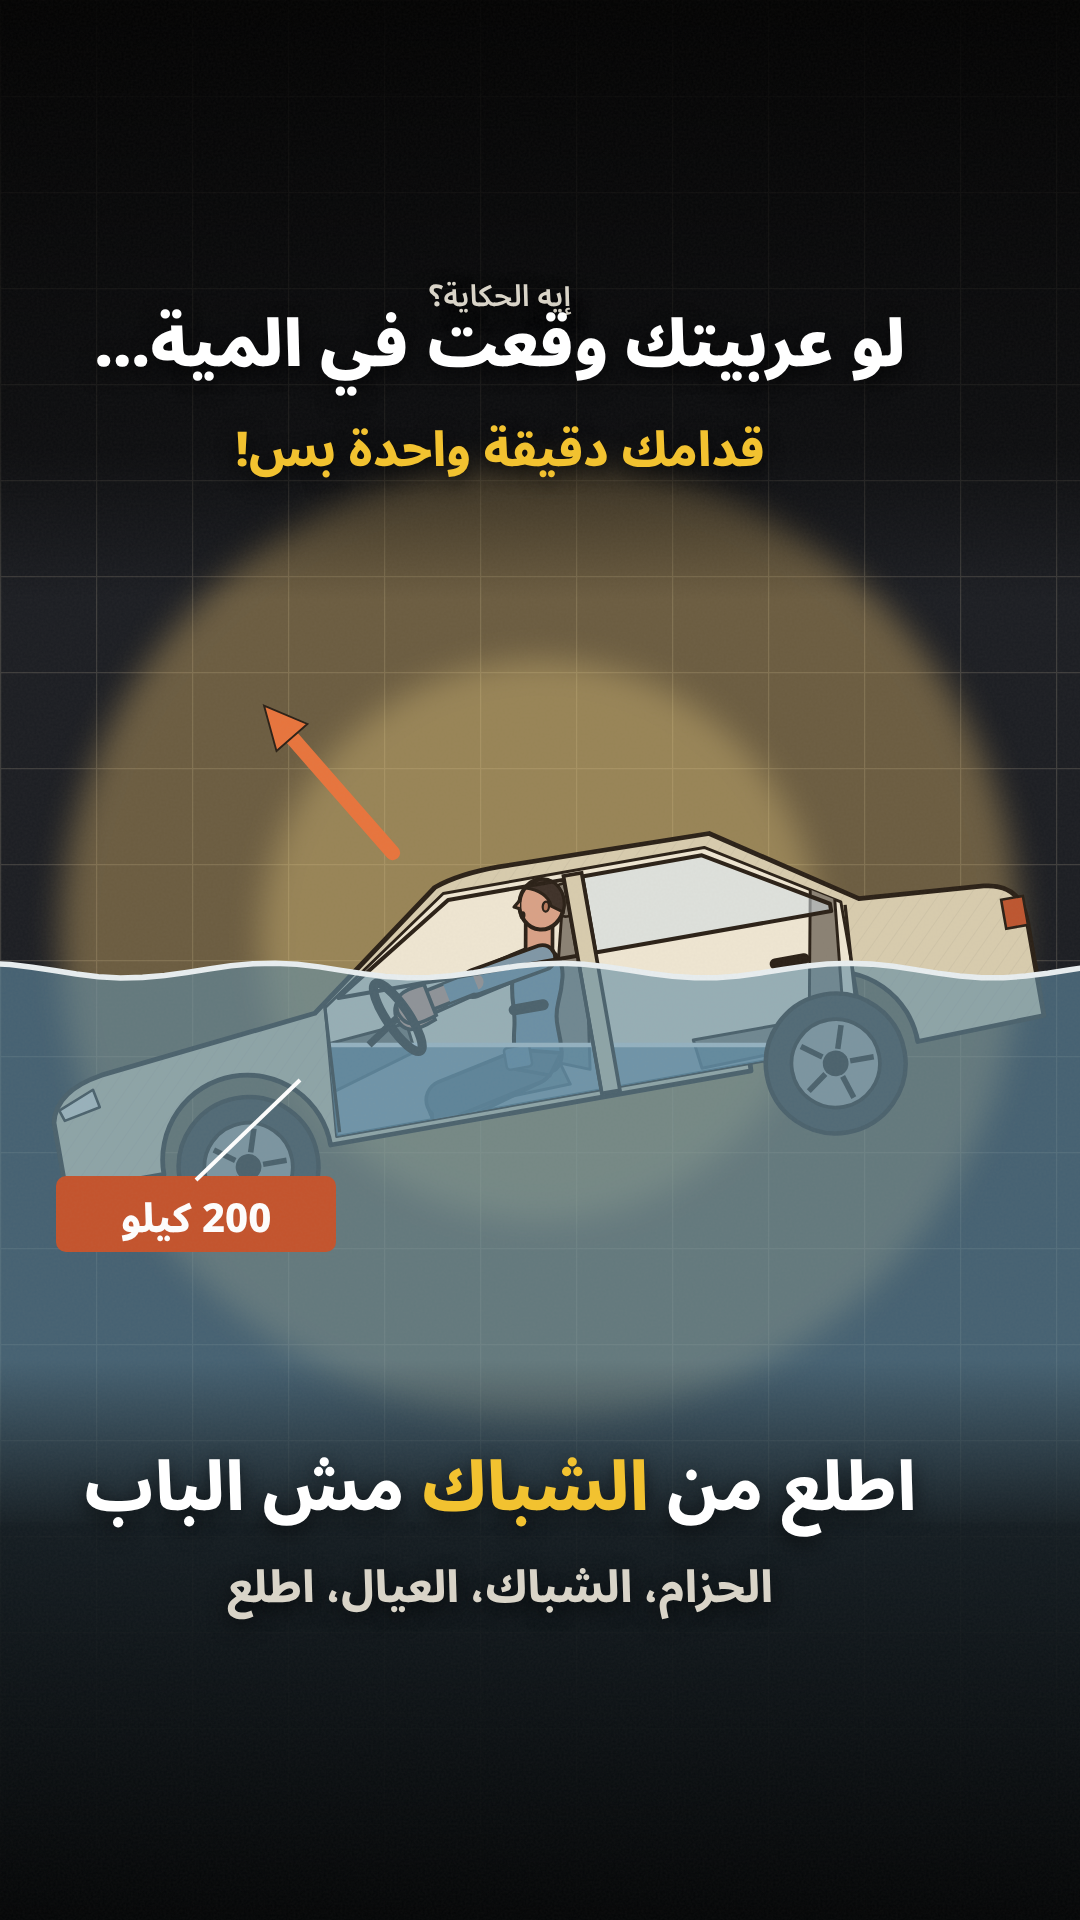 إيه الحكاية؟
لو عربيتك وقعت في المية...
قدامك دقيقة واحدة بس!
200 كيلو
اطلع من الشباك مش الباب
الحزام، الشباك، العيال، اطلع